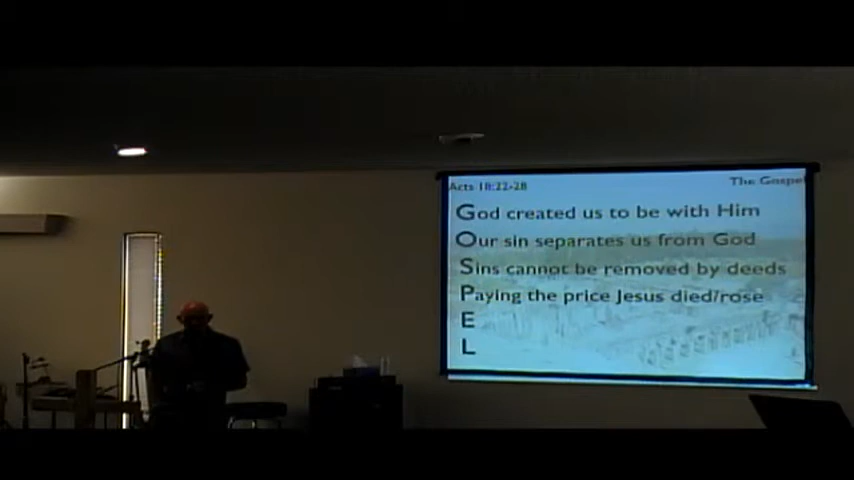 Acts 18:22-28
The Gospel
God created us to be with Him
Our sin separates us from God
Sins cannot be removed by deeds
Paying the price Jesus died/rose
E
L